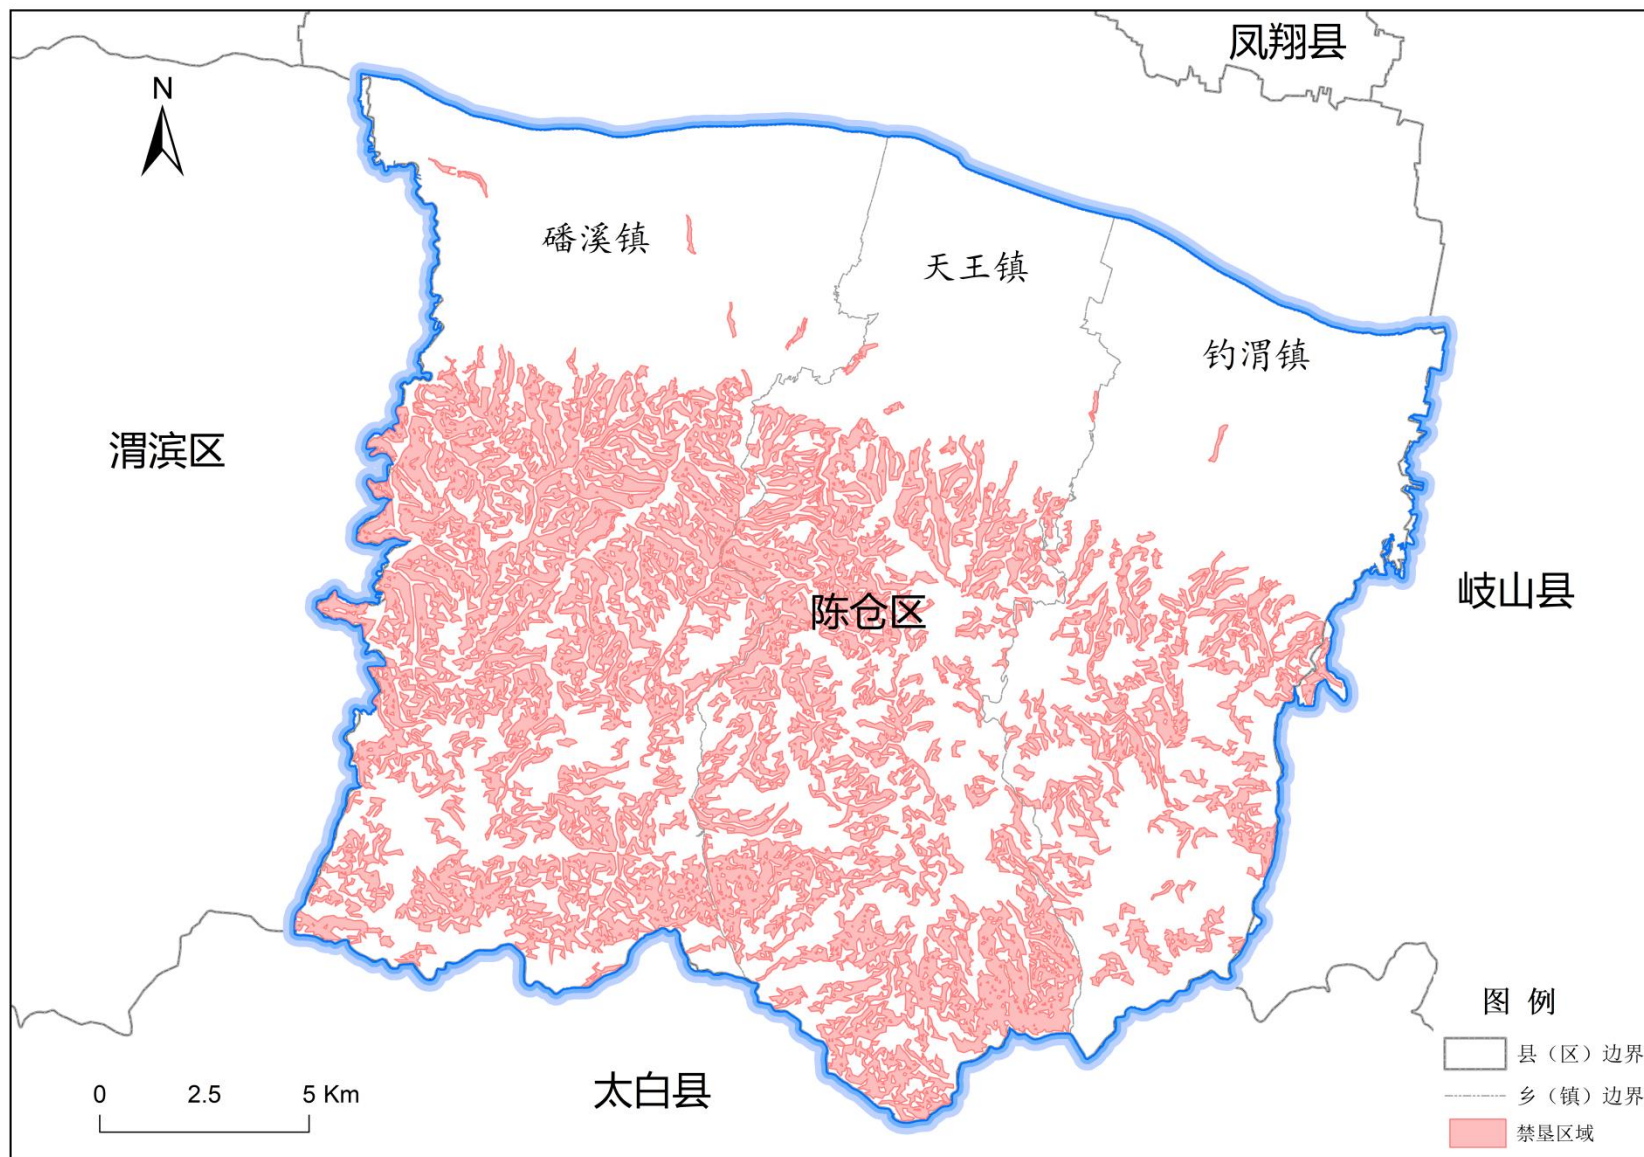 凤翔县
N
磻溪镇
天王镇
钓渭镇
渭滨区
陈仓区
岐山县
太白县
0 2.5 5 Km
图 例
县（区）边界
乡（镇）边界
禁垦区域